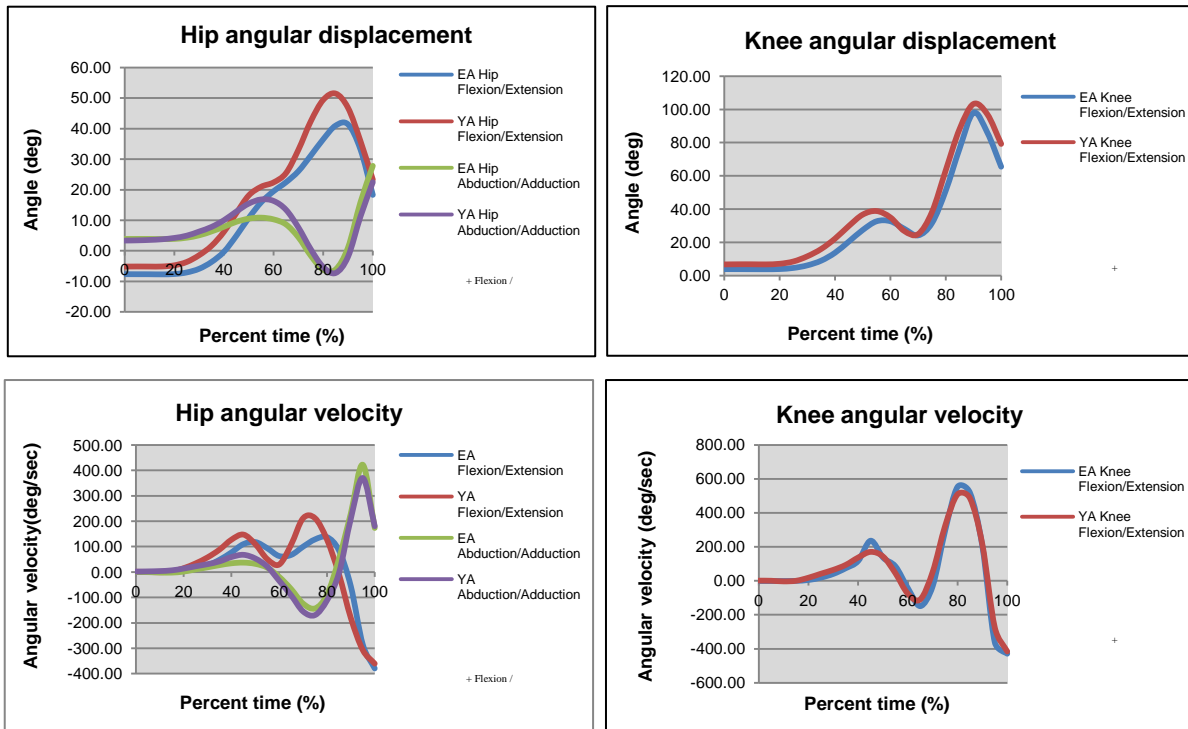 Hip angular displacement
60.00
50.00
40.00
30.00
20.00
10.00
0.00
-10.00
-20.00
Angle (deg)
0 20 40 60 80 100
Percent time (%)
EA Hip
Flexion/Extension
YA Hip
Flexion/Extension
EA Hip
Abduction/Adduction
YA Hip
Abduction/Adduction
+ Flexion /
Knee angular displacement
120.00
100.00
80.00
60.00
40.00
20.00
0.00
Angle (deg)
0 20 40 60 80 100
Percent time (%)
EA Knee
Flexion/Extension
YA Knee
Flexion/Extension
+
Hip angular velocity
500.00
400.00
300.00
200.00
100.00
0.00
-100.00
-200.00
-300.00
-400.00
Angular velocity(deg/sec)
0 20 40 60 80 100
Percent time (%)
EA
Flexion/Extension
YA
Flexion/Extension
EA
Abduction/Adduction
YA
Abduction/Adduction
+ Flexion /
Knee angular velocity
800.00
600.00
400.00
200.00
0.00
-200.00
-400.00
-600.00
Angular velocity (deg/sec)
0 20 40 60 80 100
Percent time (%)
EA Knee
Flexion/Extension
YA Knee
Flexion/Extension
+